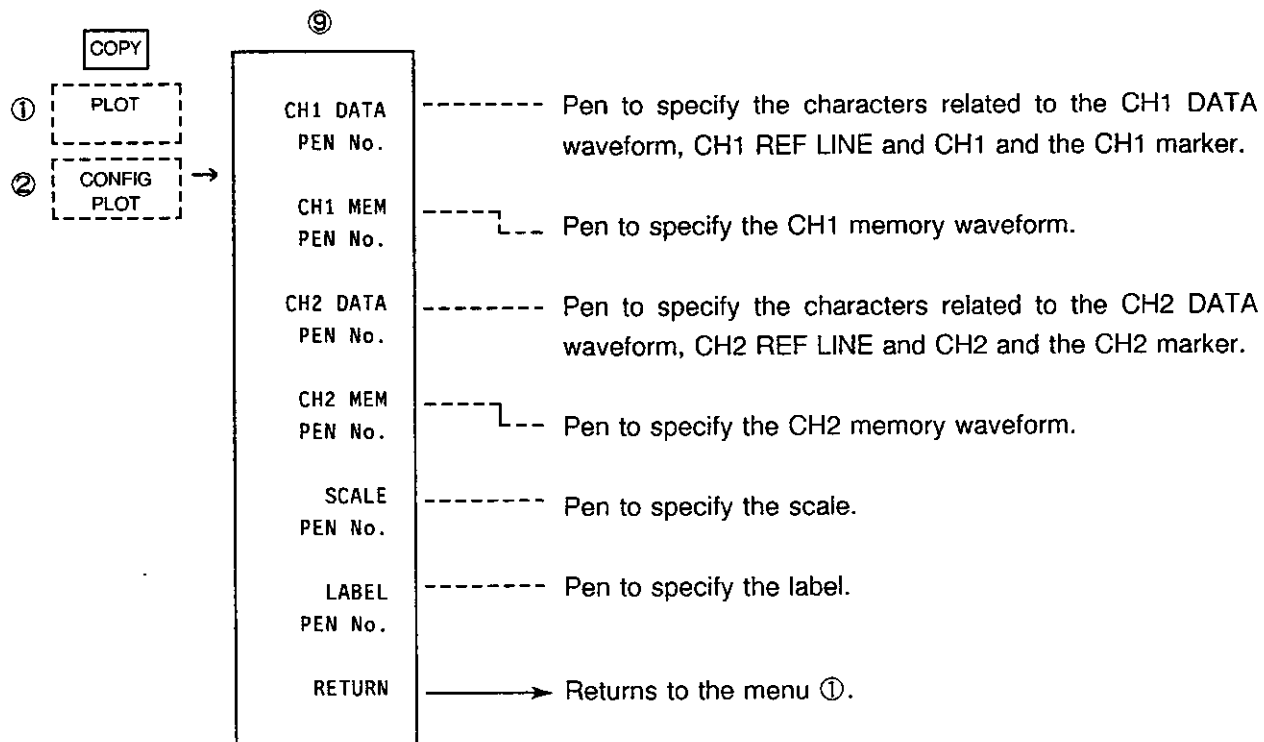 ⑨
COPY
① PLOT
② CONFIG
PLOT
→
CH1 DATA
PEN No.
Pen to specify the characters related to the CH1 DATA
waveform, CH1 REF LINE and CH1 and the CH1 marker.
CH1 MEM
PEN No.
Pen to specify the CH1 memory waveform.
CH2 DATA
PEN No.
Pen to specify the characters related to the CH2 DATA
waveform, CH2 REF LINE and CH2 and the CH2 marker.
CH2 MEM
PEN No.
Pen to specify the CH2 memory waveform.
SCALE
PEN No.
Pen to specify the scale.
LABEL
PEN No.
Pen to specify the label.
RETURN
Returns to the menu ①.